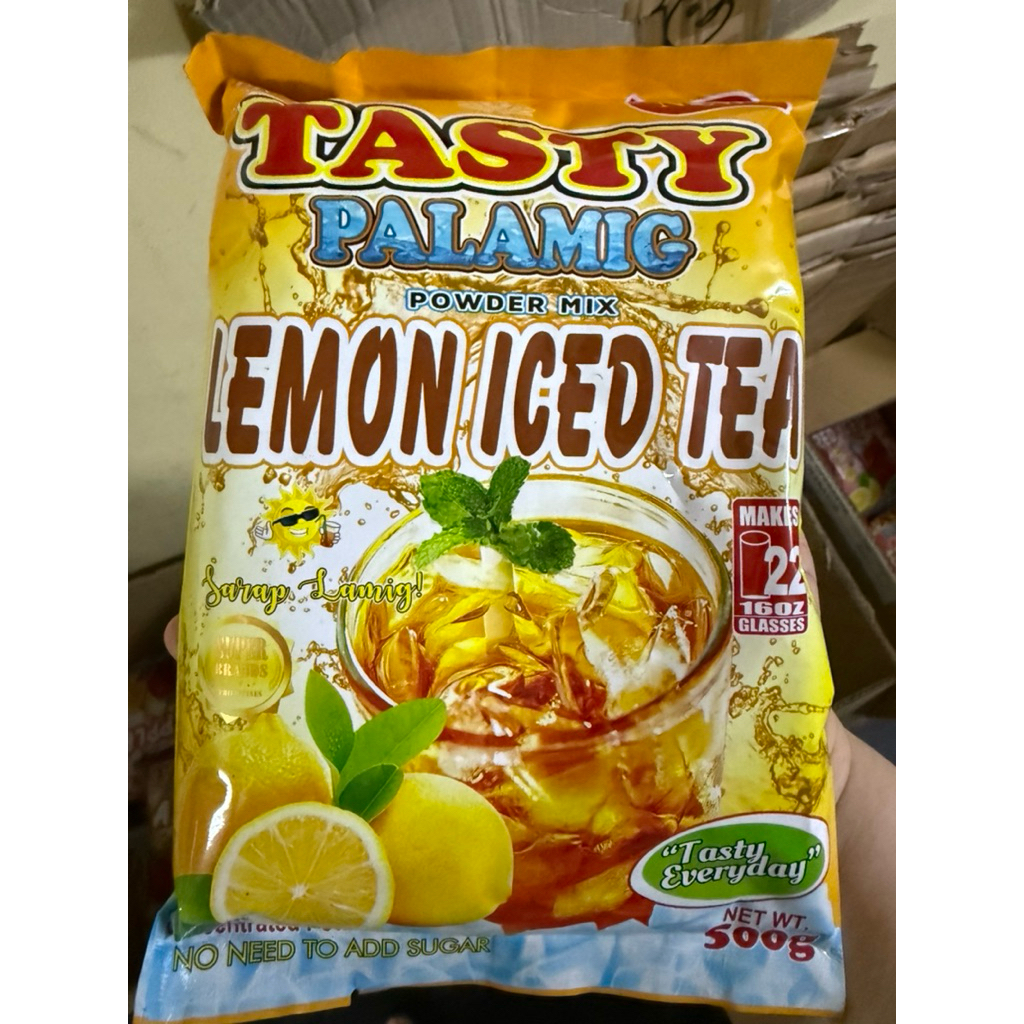 TASTY
PALAMIG
POWDER MIX
LEMON ICED TEA
Sarap, Lamig!
MAKES
22
16OZ
GLASSES
"Tasty
Everyday"
NET WT.
500g
NO NEED TO ADD SUGAR